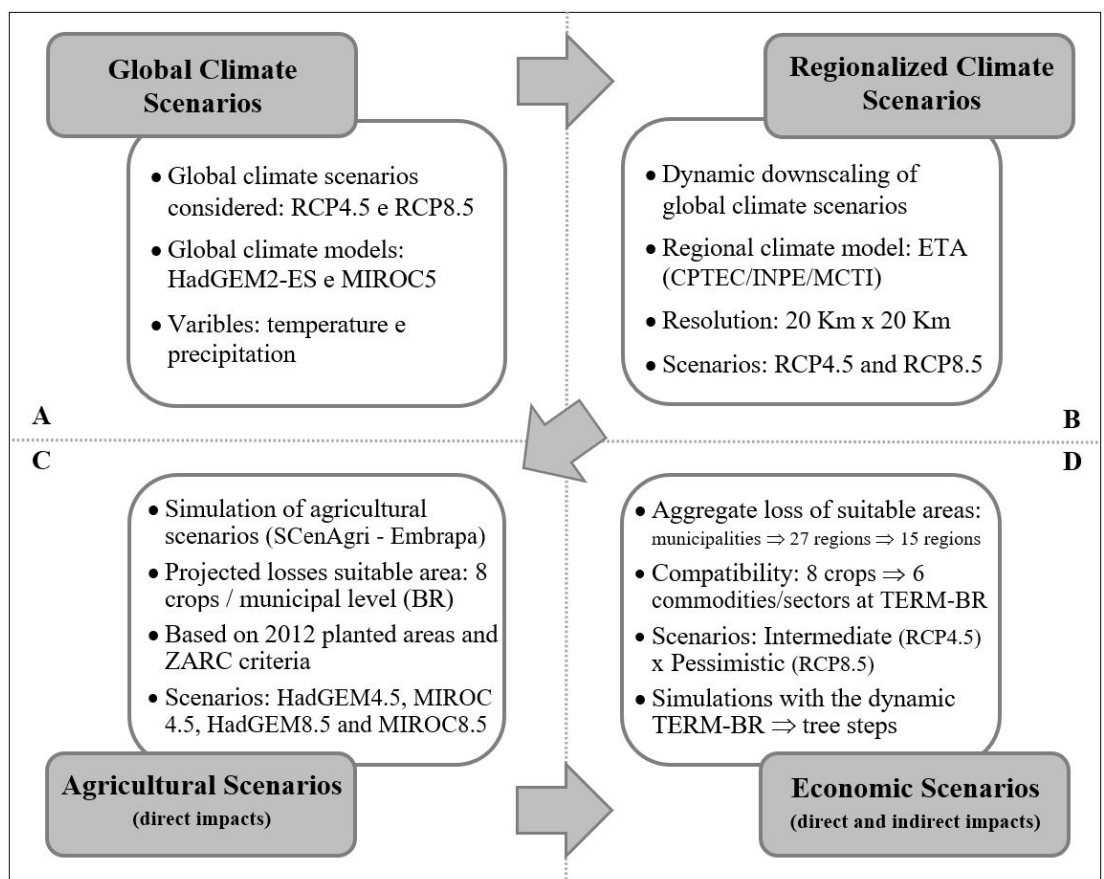 Global Climate
Scenarios
• Global climate scenarios
considered: RCP4.5 e RCP8.5
• Global climate models:
HadGEM2-ES e MIROC5
• Varibles: temperature e
precipitation
A
Regionalized Climate
Scenarios
• Dynamic downscaling of
global climate scenarios
• Regional climate model: ETA
(CPTEC/INPE/MCTI)
• Resolution: 20 Km x 20 Km
• Scenarios: RCP4.5 and RCP8.5
B
C
• Simulation of agricultural
scenarios (SCenAgri - Embrapa)
• Projected losses suitable area: 8
crops / municipal level (BR)
• Based on 2012 planted areas and
ZARC criteria
• Scenarios: HadGEM4.5, MIROC
4.5, HadGEM8.5 and MIROC8.5
Agricultural Scenarios
(direct impacts)
D
• Aggregate loss of suitable areas:
municipalities ⇒ 27 regions ⇒ 15 regions
• Compatibility: 8 crops ⇒ 6
commodities/sectors at TERM-BR
• Scenarios: Intermediate (RCP4.5)
x Pessimistic (RCP8.5)
• Simulations with the dynamic
TERM-BR ⇒ tree steps
Economic Scenarios
(direct and indirect impacts)